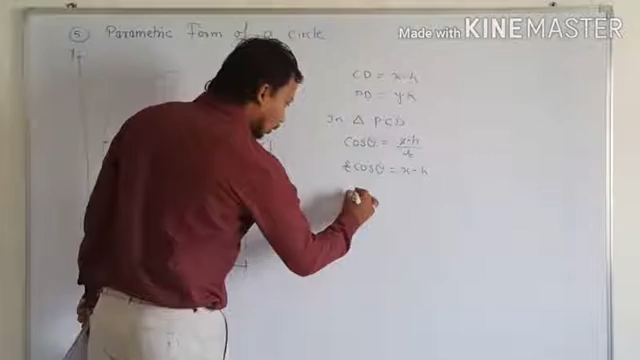 Made with KINEMASTER
⑤ Parametric Form of a circle
Y
CD = x-h
PD = y-k
In △ PCD
Cosθ = x-h/r
r cosθ = x-h